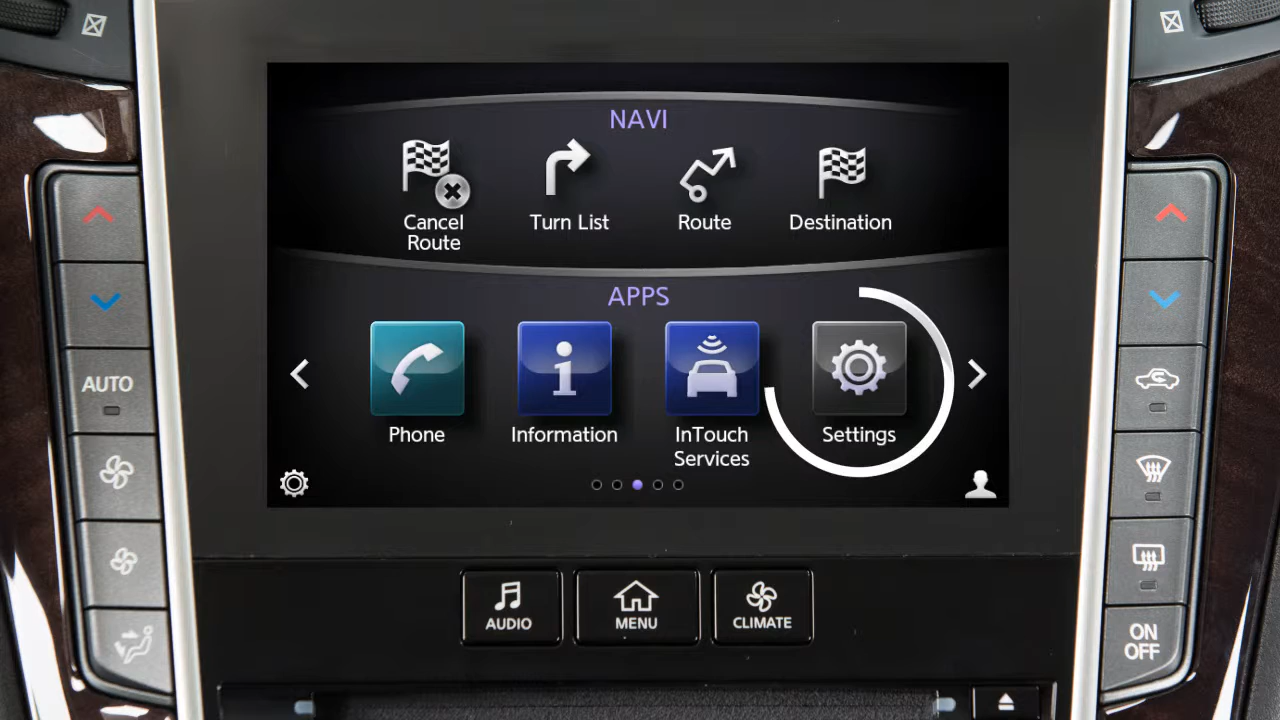 NAVI
Cancel
Route
Turn List
Route
Destination
APPS
Phone
Information
InTouch
Services
Settings
AUTO
AUDIO
MENU
CLIMATE
ON
OFF